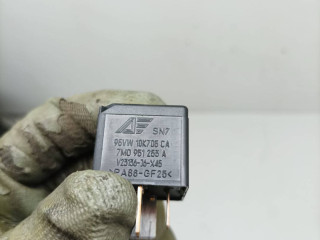 SN7
95VW 10K705 CA
7M0 951 253 A
V23136-J6-X45
PA66-GF25<